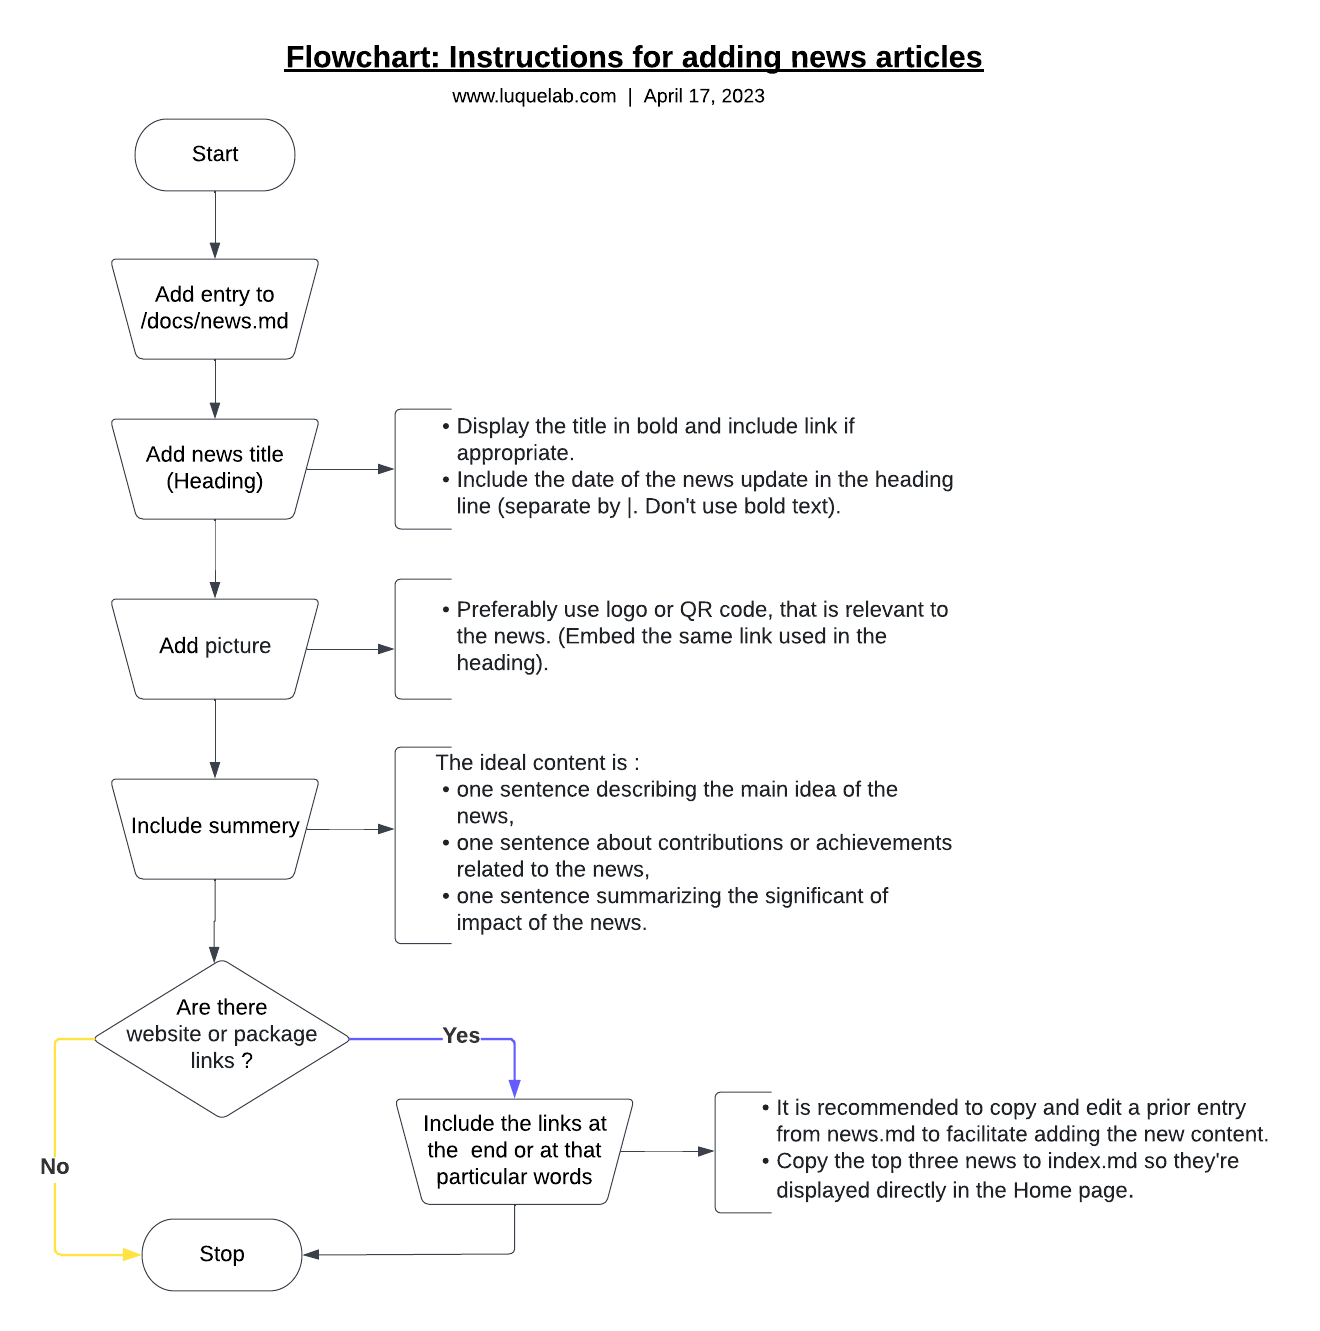 Flowchart: Instructions for adding news articles
www.luquelab.com | April 17, 2023
Start
Add entry to
/docs/news.md
Add news title
(Heading)
• Display the title in bold and include link if
appropriate.
• Include the date of the news update in the heading
line (separate by |. Don't use bold text).
Add picture
• Preferably use logo or QR code, that is relevant to
the news. (Embed the same link used in the
heading).
Include summery
The ideal content is :
• one sentence describing the main idea of the
news,
• one sentence about contributions or achievements
related to the news,
• one sentence summarizing the significant of
impact of the news.
Are there
website or package
links ?
Yes
No
Include the links at
the  end or at that
particular words
• It is recommended to copy and edit a prior entry
from news.md to facilitate adding the new content.
• Copy the top three news to index.md so they're
displayed directly in the Home page.
Stop